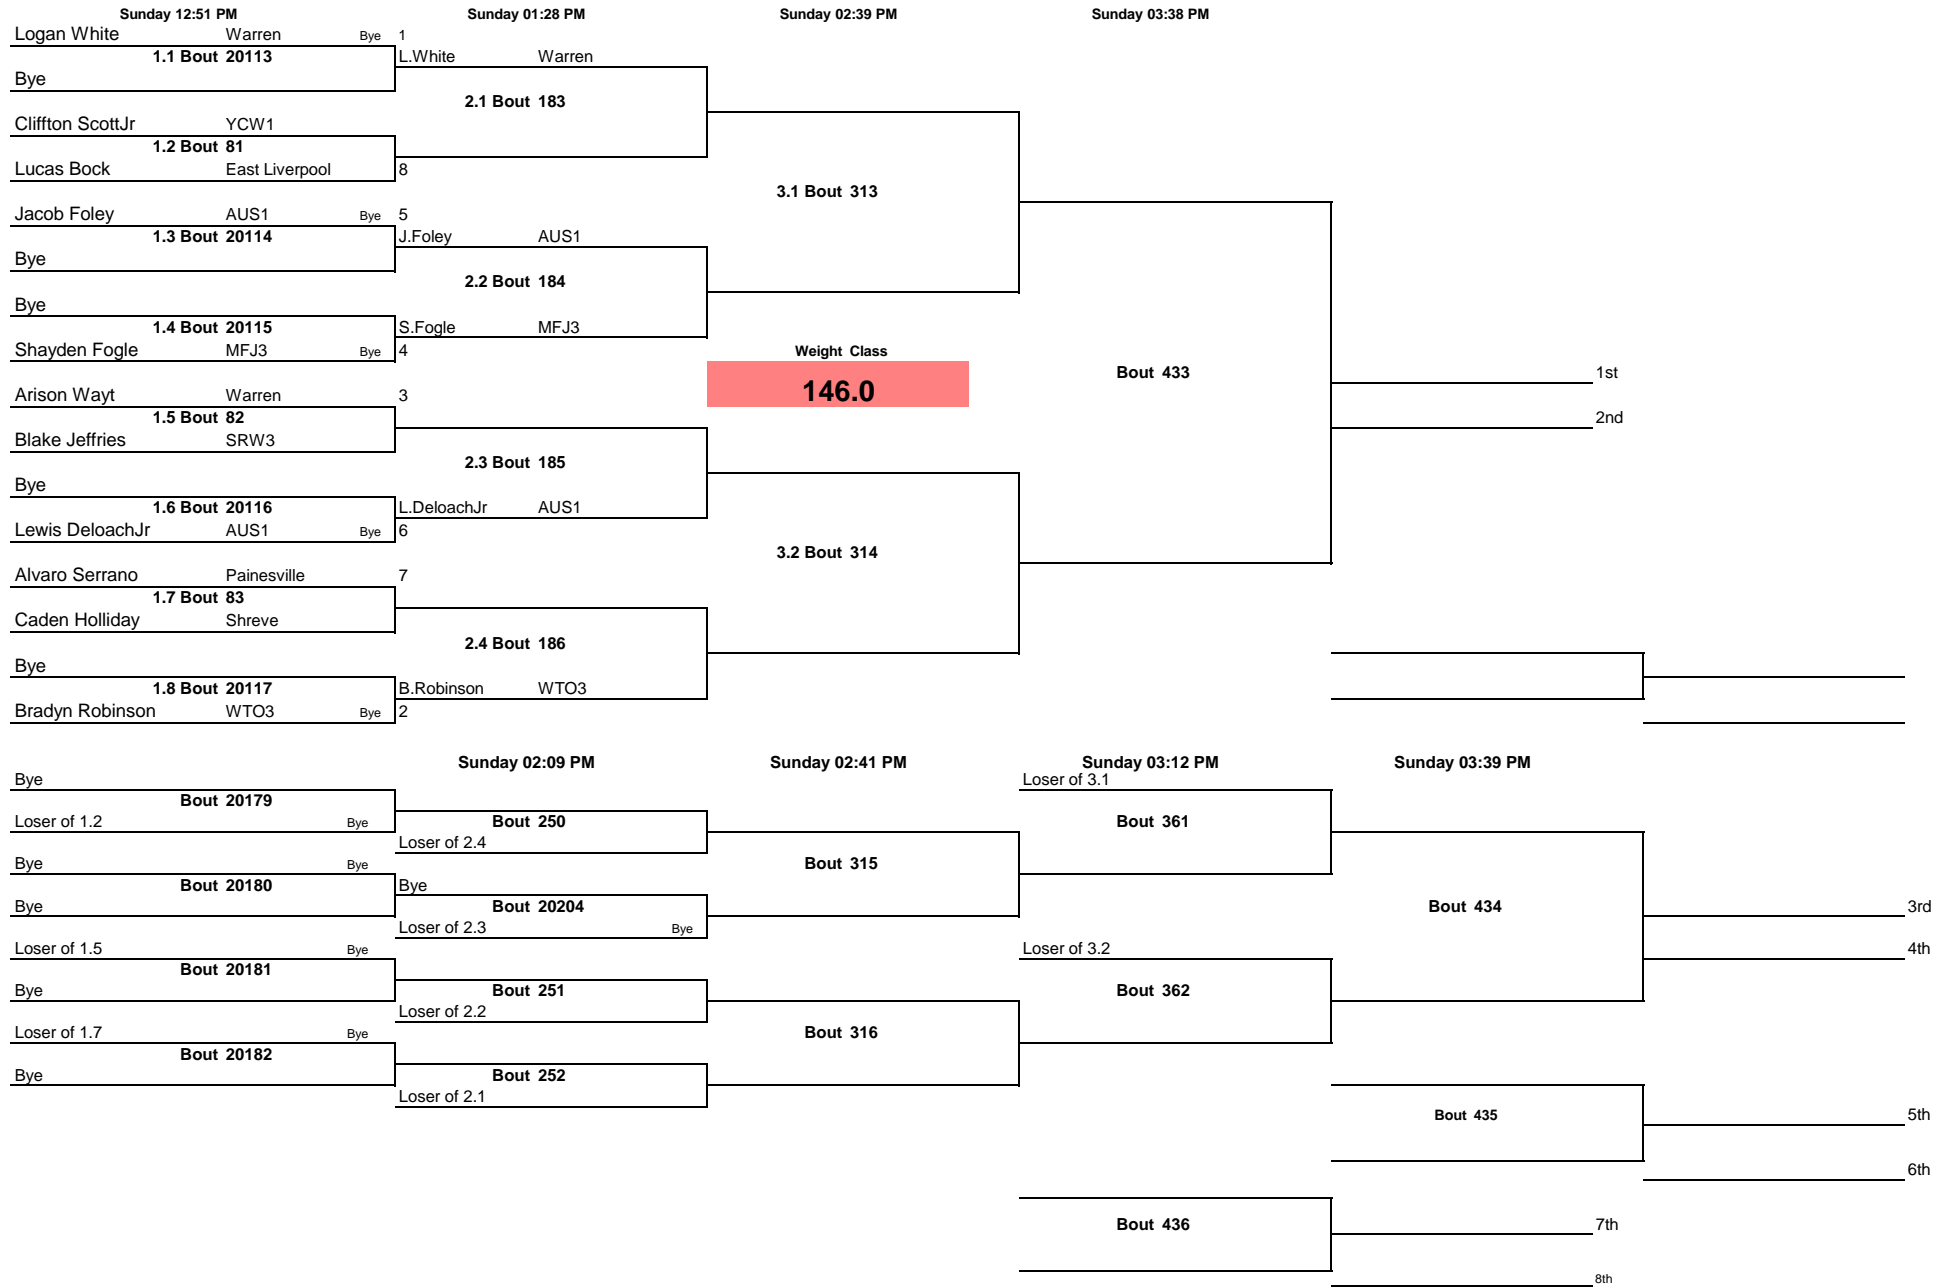 Sunday 12:51 PM Sunday 01:28 PM Sunday 02:39 PM Sunday 03:38 PM
Logan White Warren Bye 1
1.1 Bout 20113 L.White Warren
Bye
2.1 Bout 183
Cliffton ScottJr YCW1
1.2 Bout 81
Lucas Bock East Liverpool 8
3.1 Bout 313
Jacob Foley AUS1 Bye 5
1.3 Bout 20114 J.Foley AUS1
Bye
2.2 Bout 184
Bye
1.4 Bout 20115 S.Fogle MFJ3
Shayden Fogle MFJ3 Bye 4 Weight Class
Bout 433 1st
Arison Wayt Warren 3 146.0
1.5 Bout 82 2nd
Blake Jeffries SRW3
2.3 Bout 185
Bye
1.6 Bout 20116 L.DeloachJr AUS1
Lewis DeloachJr AUS1 Bye 6
3.2 Bout 314
Alvaro Serrano Painesville 7
1.7 Bout 83
Caden Holliday Shreve
2.4 Bout 186
Bye
1.8 Bout 20117 B.Robinson WTO3
Bradyn Robinson WTO3 Bye 2
Sunday 02:09 PM Sunday 02:41 PM Sunday 03:12 PM Sunday 03:39 PM
Bye Loser of 3.1
Bout 20179
Loser of 1.2 Bye Bout 250 Bout 361
Loser of 2.4
Bye Bye Bout 315
Bout 20180 Bye
Bye Bout 20204 Bout 434 3rd
Loser of 2.3 Bye
Loser of 1.5 Bye Loser of 3.2 4th
Bout 20181
Bye Bout 251 Bout 362
Loser of 2.2
Loser of 1.7 Bye Bout 316
Bout 20182
Bye Bout 252
Loser of 2.1
Bout 435 5th
6th
Bout 436 7th
8th